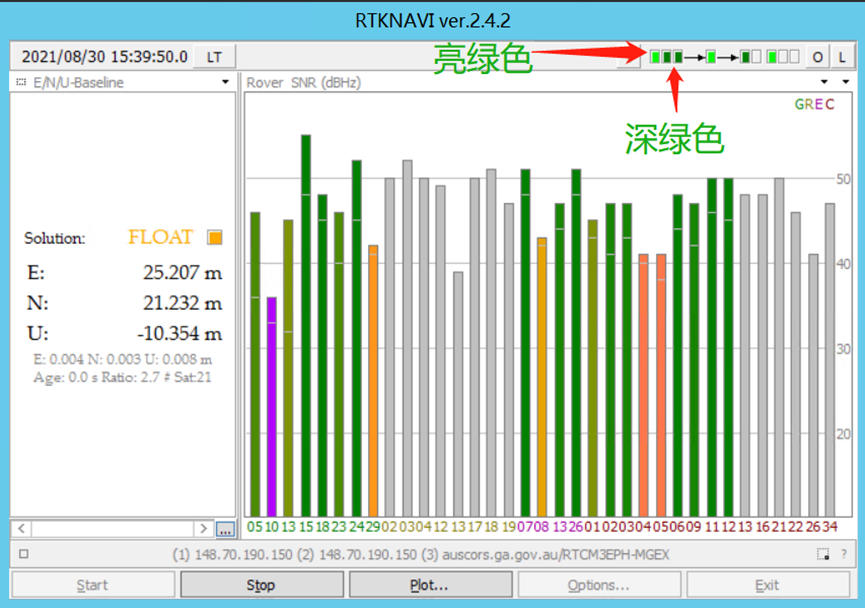 RTKNAVI ver.2.4.2
2021/08/30 15:39:50.0 LT
亮绿色
O L
E/N/U-Baseline
Rover SNR (dBHz)
G R E C
深绿色
50
Solution: FLOAT
E: 25.207 m
40
N: 21.232 m
U: -10.354 m
E: 0.004 N: 0.003 U: 0.008 m
30
Age: 0.0 s Ratio: 2.7 # Sat:21
20
05 10 13 15 18 23 24 29 02 03 04 12 13 17 18 19 07 08 13 26 01 02 03 04 05 06 09 11 12 13 16 21 22 26 34
...
(1) 148.70.190.150 (2) 148.70.190.150 (3) auscors.ga.gov.au/RTCM3EPH-MGEX
?
Start Stop Plot... Options... Exit